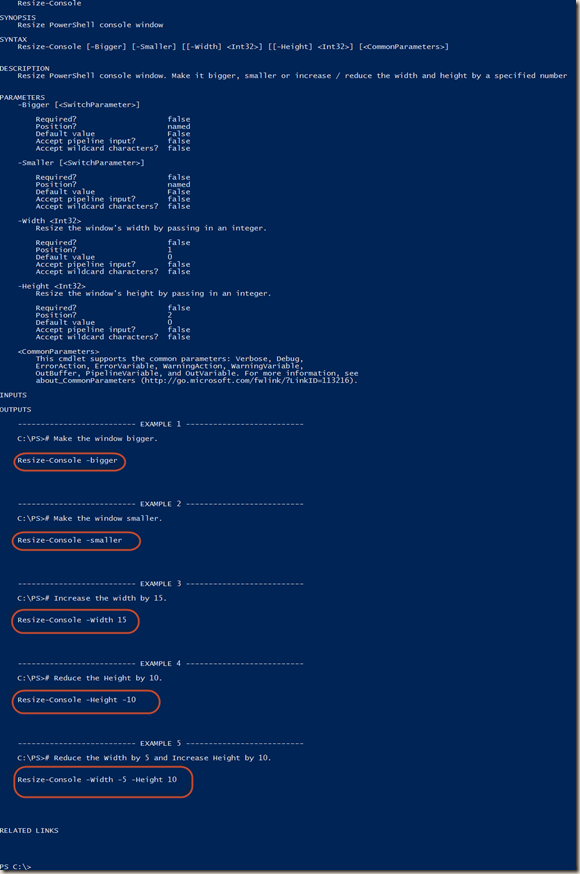 Resize-Console
SYNOPSIS
Resize PowerShell console window
SYNTAX
Resize-Console [-Bigger] [-Smaller] [[-Width] <Int32>] [[-Height] <Int32>] [<CommonParameters>]
DESCRIPTION
Resize PowerShell console window. Make it bigger, smaller or increase / reduce the width and height by a specified number
PARAMETERS
-Bigger [<SwitchParameter>]
Required? false
Position? named
Default value False
Accept pipeline input? false
Accept wildcard characters? false
-Smaller [<SwitchParameter>]
Required? false
Position? named
Default value False
Accept pipeline input? false
Accept wildcard characters? false
-Width <Int32>
Resize the window's width by passing in an integer.
Required? false
Position? 1
Default value 0
Accept pipeline input? false
Accept wildcard characters? false
-Height <Int32>
Resize the window's height by passing in an integer.
Required? false
Position? 2
Default value 0
Accept pipeline input? false
Accept wildcard characters? false
<CommonParameters>
This cmdlet supports the common parameters: Verbose, Debug,
ErrorAction, ErrorVariable, WarningAction, WarningVariable,
OutBuffer, PipelineVariable, and OutVariable. For more information, see
about_CommonParameters (http://go.microsoft.com/fwlink/?LinkID=113216).
INPUTS
OUTPUTS
-------------------------- EXAMPLE 1 --------------------------
C:\PS># Make the window bigger.
Resize-Console -bigger
-------------------------- EXAMPLE 2 --------------------------
C:\PS># Make the window smaller.
Resize-Console -smaller
-------------------------- EXAMPLE 3 --------------------------
C:\PS># Increase the width by 15.
Resize-Console -Width 15
-------------------------- EXAMPLE 4 --------------------------
C:\PS># Reduce the Height by 10.
Resize-Console -Height -10
-------------------------- EXAMPLE 5 --------------------------
C:\PS># Reduce the Width by 5 and Increase Height by 10.
Resize-Console -Width -5 -Height 10
RELATED LINKS
PS C:\>